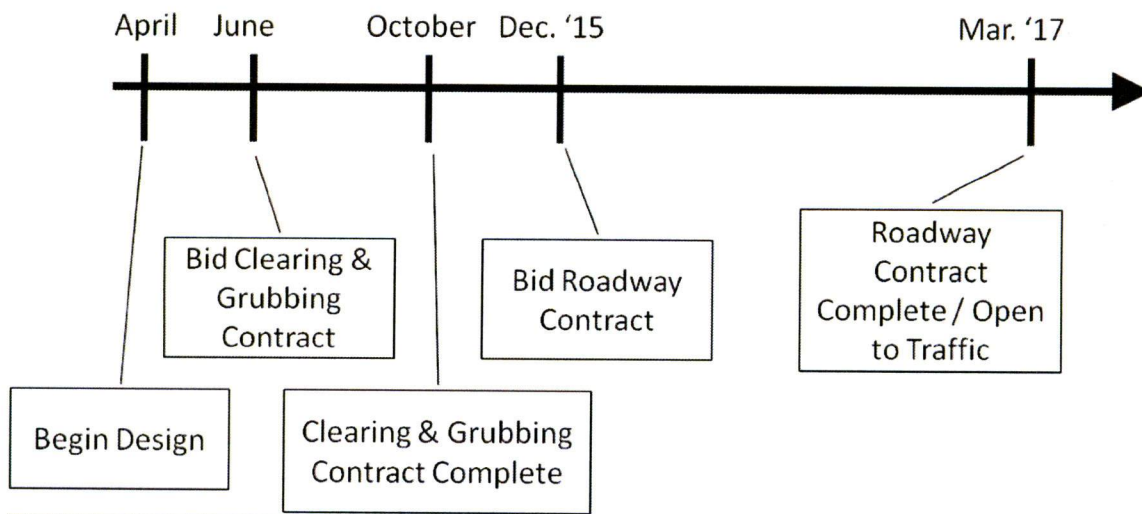 April June October Dec. ‘15 Mar. ‘17
Bid Clearing &
Grubbing
Contract
Bid Roadway
Contract
Roadway
Contract
Complete / Open
to Traffic
Begin Design
Clearing & Grubbing
Contract Complete